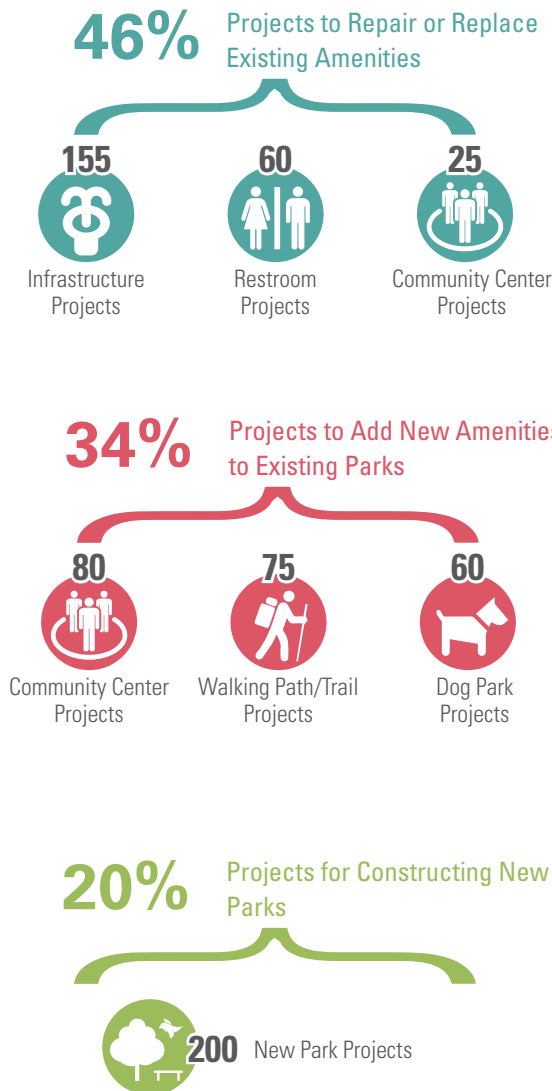 46% Projects to Repair or Replace
Existing Amenities
155 60 25
Infrastructure Projects
Restroom Projects
Community Center Projects
34% Projects to Add New Amenities
to Existing Parks
80 75 60
Community Center Projects
Walking Path/Trail Projects
Dog Park Projects
20% Projects for Constructing New
Parks
200 New Park Projects